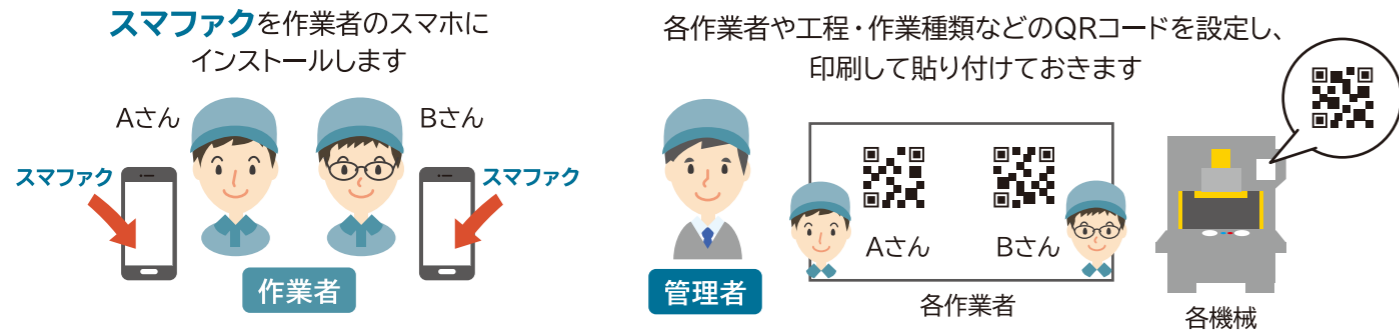 スマファクを作業者のスマホに
インストールします
Aさん
Bさん
スマファク
スマファク
作業者
各作業者や工程・作業種類などのQRコードを設定し、
印刷して貼り付けておきます
管理者
Aさん
Bさん
各作業者
各機械